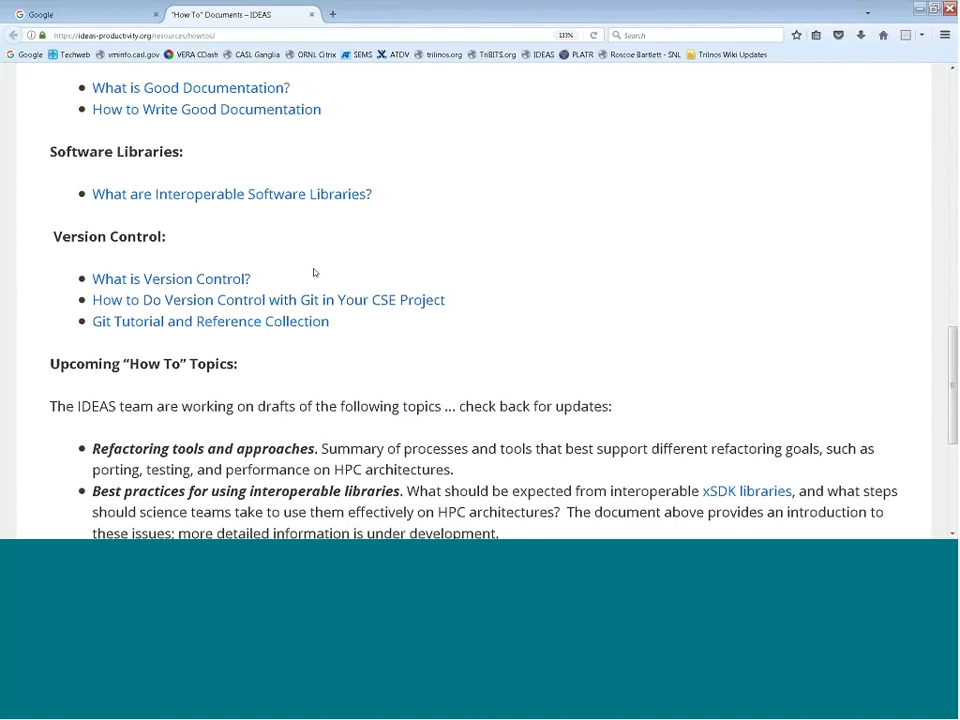 Google
"How To" Documents – IDEAS
https://ideas-productivity.org/resources/howtos/
133%
Search
Google Techweb vminfo.casl.gov VERA CDash CASL Ganglia ORNL Citrix SEMS ATDV trilinos.org TriBITS.org IDEAS PLATR Roscoe Bartlett - SNL Trilnos Wiki Updates
What is Good Documentation?
How to Write Good Documentation
Software Libraries:
What are Interoperable Software Libraries?
Version Control:
What is Version Control?
How to Do Version Control with Git in Your CSE Project
Git Tutorial and Reference Collection
Upcoming “How To” Topics:
The IDEAS team are working on drafts of the following topics ... check back for updates:
Refactoring tools and approaches. Summary of processes and tools that best support different refactoring goals, such as
porting, testing, and performance on HPC architectures.
Best practices for using interoperable libraries. What should be expected from interoperable xSDK libraries, and what steps
should science teams take to use them effectively on HPC architectures? The document above provides an introduction to
these issues; more detailed information is under development.